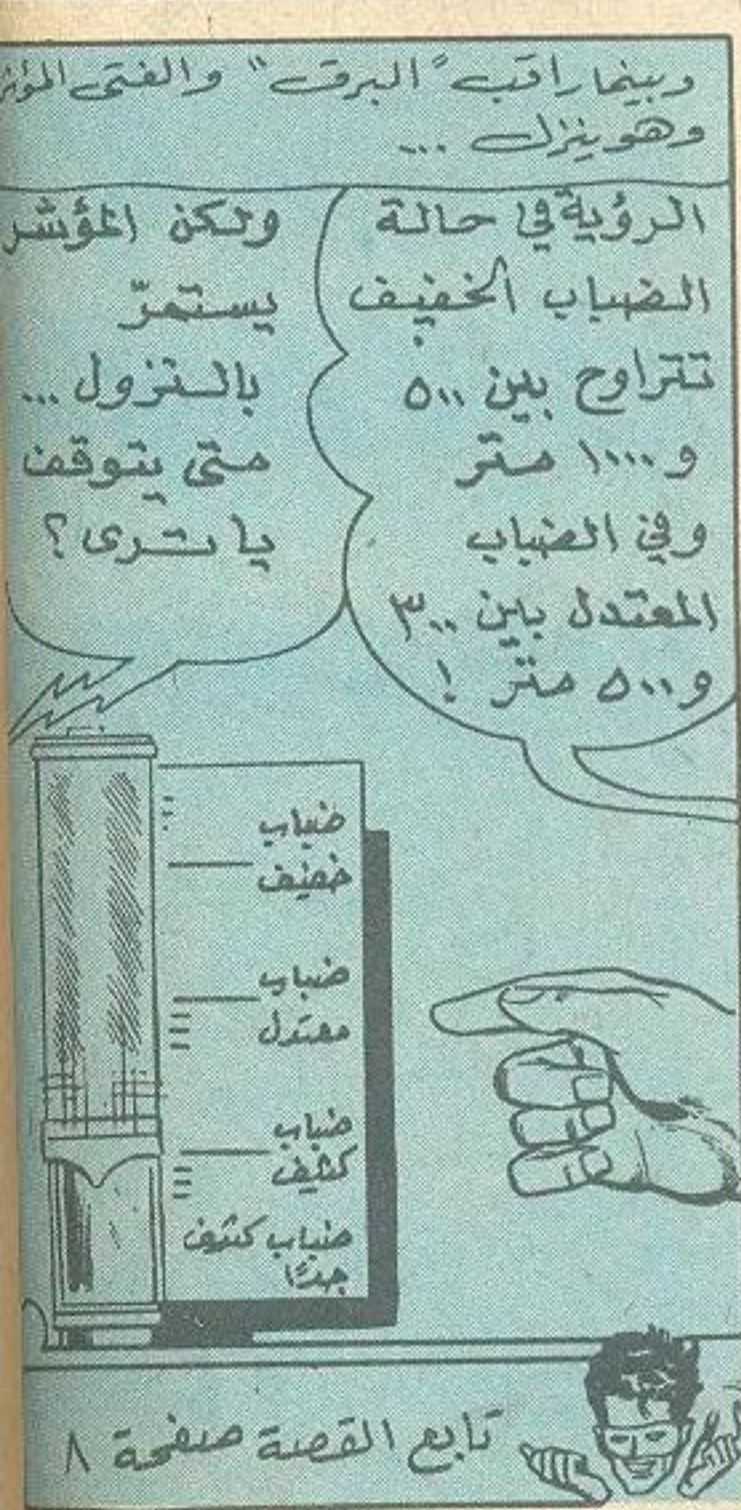 وبينما راقب "البرق" والفتى المؤشر
وهو ينزل ...
الرؤية في حالة
الضباب الخفيف
تتراوح بين ٥٠٠
و ١٠٠٠ متر
وفي الضباب
المعتدل بين ٣٠٠
و ٥٠٠ متر !
ولكن المؤشر
يستمرّ
بالنزول ...
متى يتوقف
يا ترى ؟
ضباب
خفيف
ضباب
معتدل
ضباب
كثيف
ضباب كثيف
جدًا
تابع القصة صفحة ٨